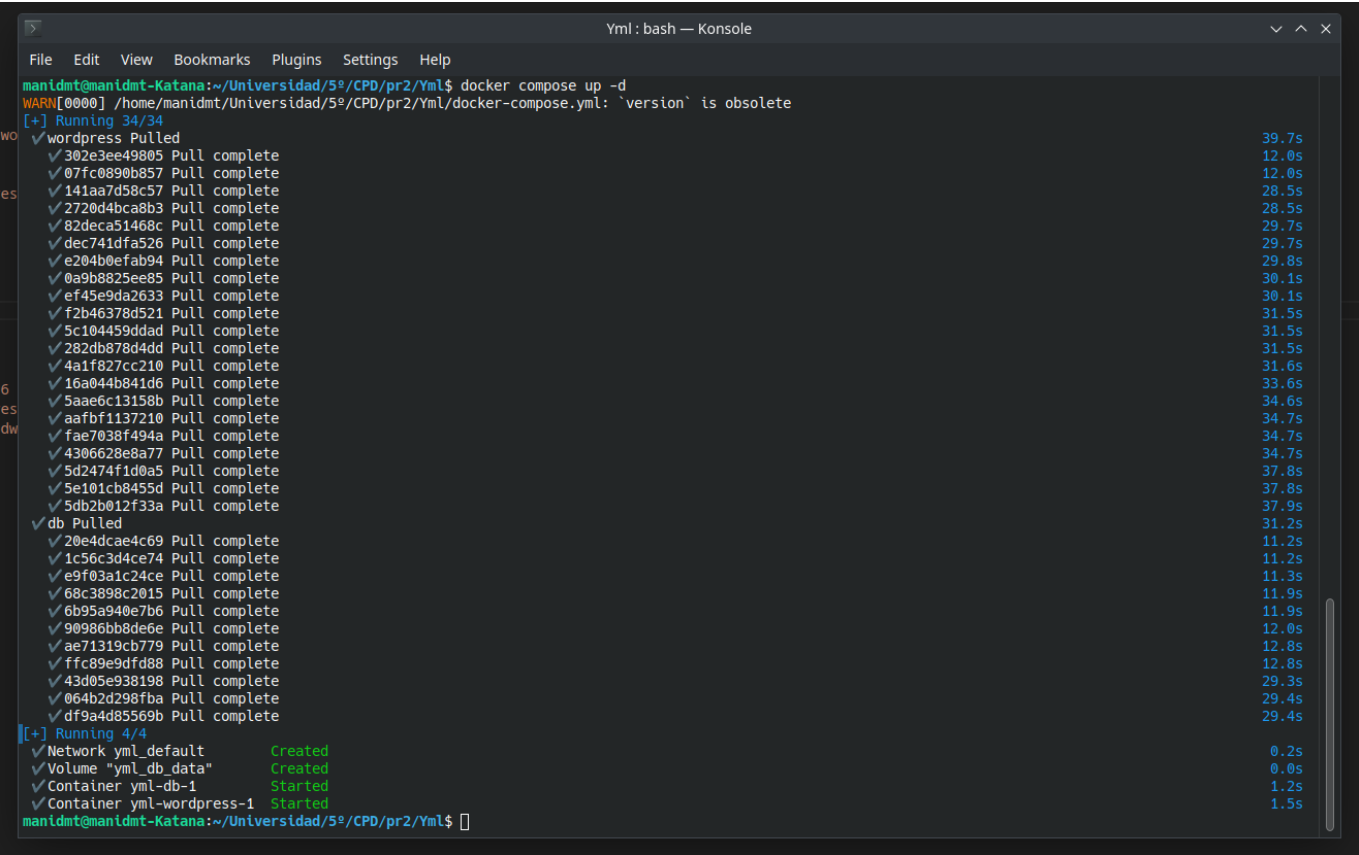 Yml : bash — Konsole
File Edit View Bookmarks Plugins Settings Help
manidmt@manidmt-Katana:~/Universidad/5º/CPD/pr2/Yml$ docker compose up -d
WARN[0000] /home/manidmt/Universidad/5º/CPD/pr2/Yml/docker-compose.yml: `version` is obsolete
[+] Running 34/34
wo
✔wordpress Pulled 39.7s
✔302e3ee49805 Pull complete 12.0s
✔07fc0890b857 Pull complete 12.0s
es
✔141aa7d58c57 Pull complete 28.5s
✔2720d4bca8b3 Pull complete 28.5s
✔82deca51468c Pull complete 29.7s
✔dec741dfa526 Pull complete 29.7s
✔e204b0efab94 Pull complete 29.8s
✔0a9b8825ee85 Pull complete 30.1s
✔ef45e9da2633 Pull complete 30.1s
✔f2b46378d521 Pull complete 31.5s
✔5c104459ddad Pull complete 31.5s
✔282db878d4dd Pull complete 31.5s
✔4a1f827cc210 Pull complete 31.6s
✔16a044b841d6 Pull complete 33.6s
6
✔5aae6c13158b Pull complete 34.6s
es
✔aafbf1137210 Pull complete 34.7s
dw
✔fae7038f494a Pull complete 34.7s
✔4306628e8a77 Pull complete 34.7s
✔5d2474f1d0a5 Pull complete 37.8s
✔5e101cb8455d Pull complete 37.8s
✔5db2b012f33a Pull complete 37.9s
✔db Pulled 31.2s
✔20e4dcae4c69 Pull complete 11.2s
✔1c56c3d4ce74 Pull complete 11.2s
✔e9f03a1c24ce Pull complete 11.3s
✔68c3898c2015 Pull complete 11.9s
✔6b95a940e7b6 Pull complete 11.9s
✔90986bb8de6e Pull complete 12.0s
✔ae71319cb779 Pull complete 12.8s
✔ffc89e9dfd88 Pull complete 12.8s
✔43d05e938198 Pull complete 29.3s
✔064b2d298fba Pull complete 29.4s
✔df9a4d85569b Pull complete 29.4s
[+] Running 4/4
✔Network yml_default Created 0.2s
✔Volume "yml_db_data" Created 0.0s
✔Container yml-db-1 Started 1.2s
✔Container yml-wordpress-1 Started 1.5s
manidmt@manidmt-Katana:~/Universidad/5º/CPD/pr2/Yml$